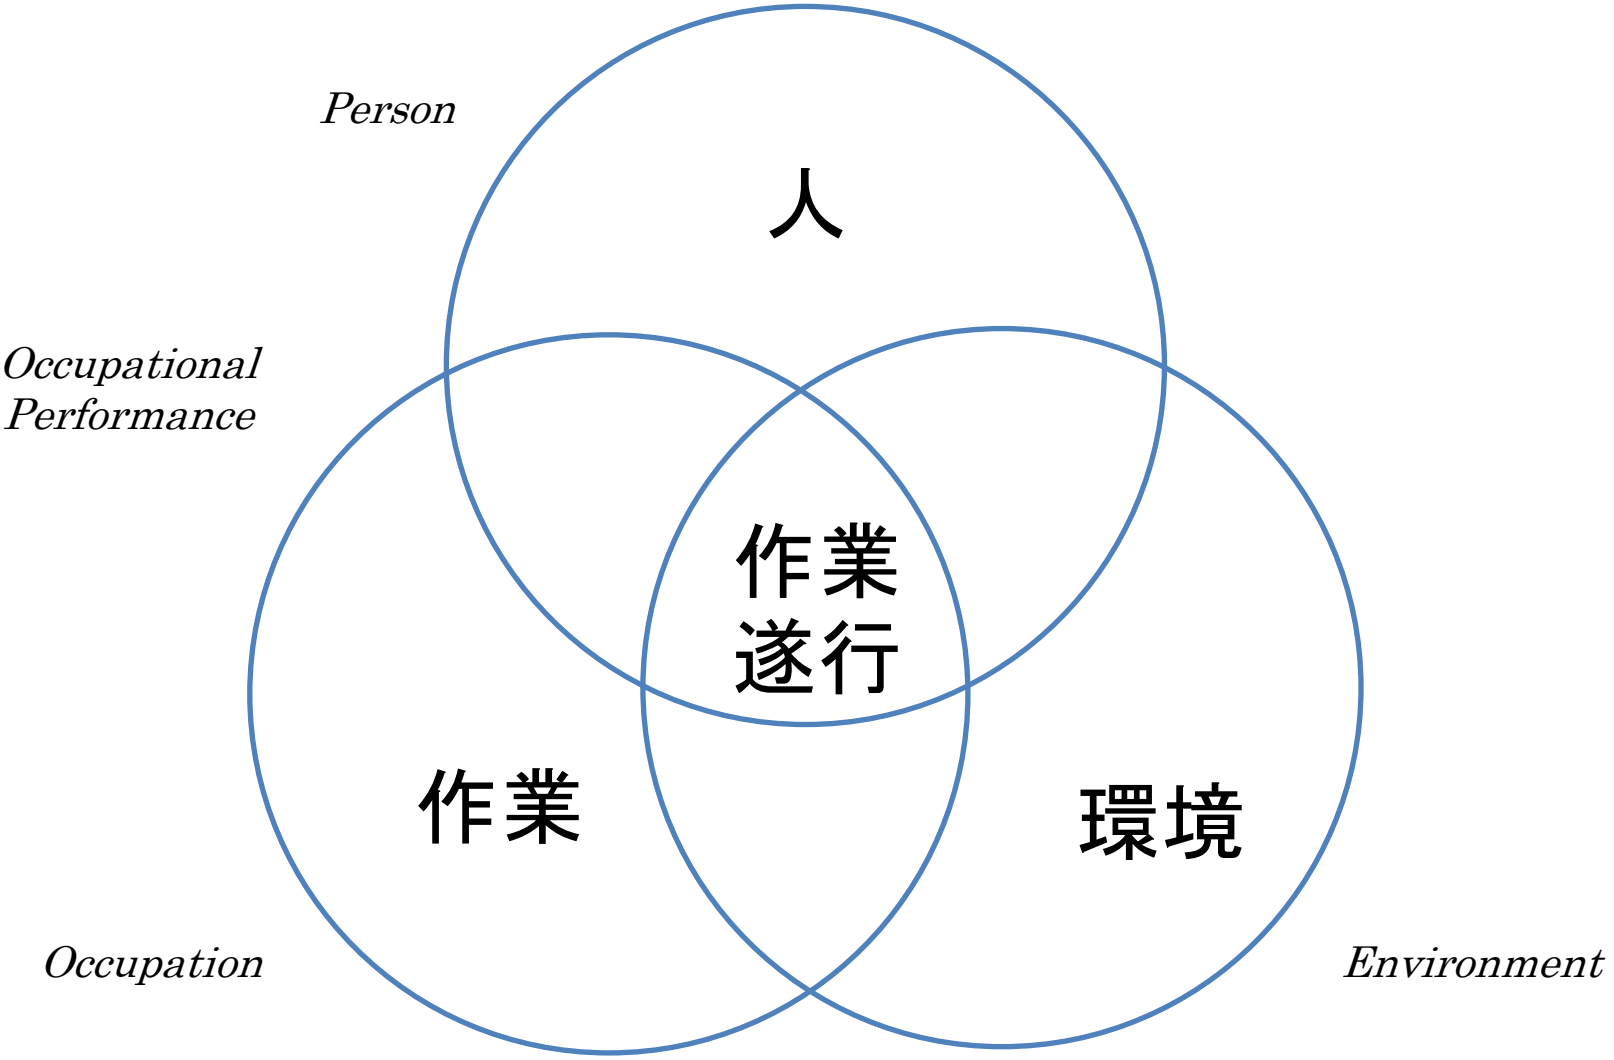 Person
人
Occupational
Performance
作業
遂行
作業
環境
Occupation
Environment